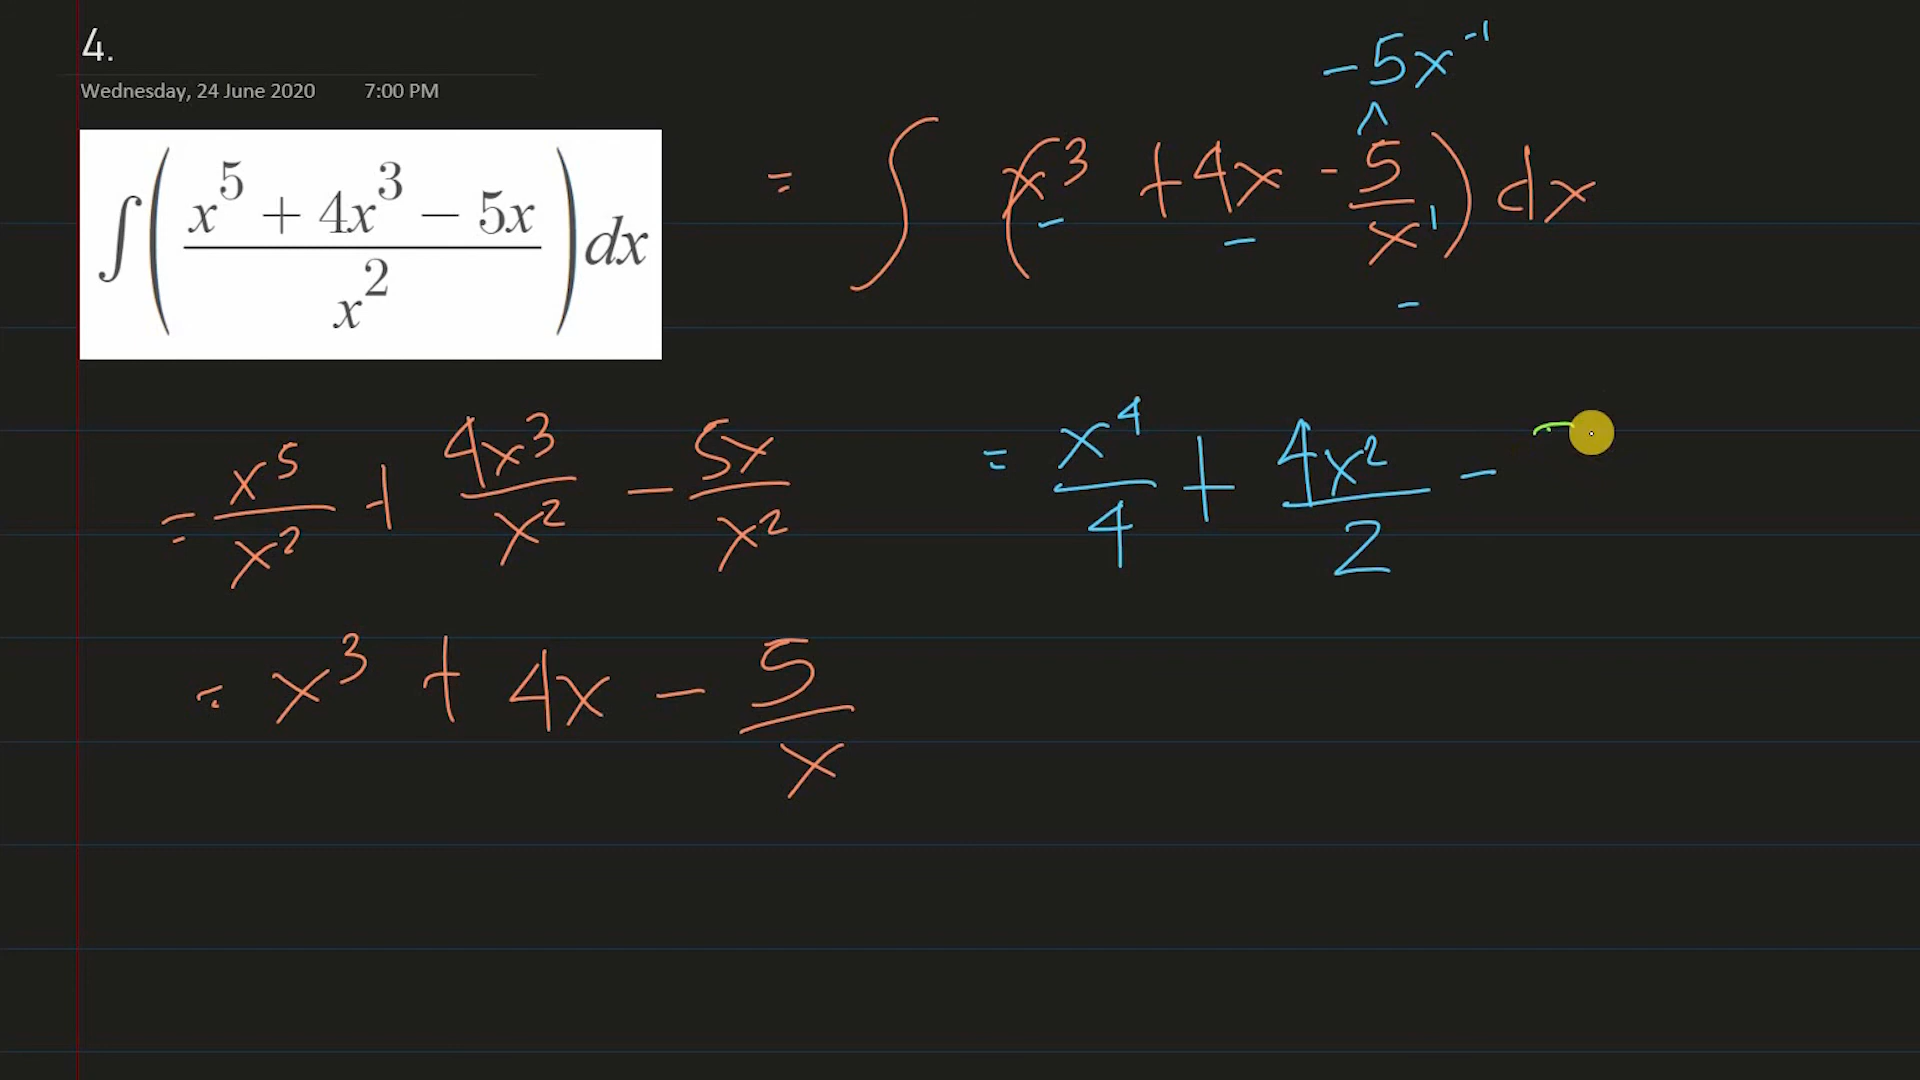 4.
Wednesday, 24 June 2020 7:00 PM
∫( (x^5 + 4x^3 − 5x) / x^2 ) dx
−5x^-1
^
= ∫ (x^3 + 4x − 5/x^1) dx
= x^5/x^2 + 4x^3/x^2 − 5x/x^2
= x^3 + 4x − 5/x
= x^4/4 + 4x^2/2 −